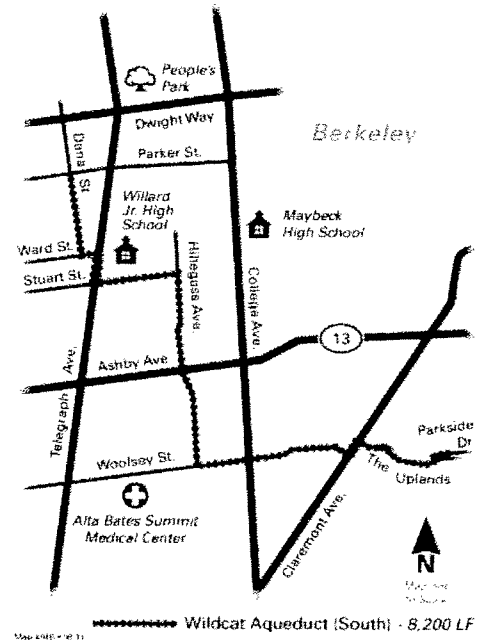 People's
Park
Dwight Way
Berkeley
Dana St
Parker St.
Willard
Jr. High
School
Maybeck
High School
Ward St.
Hillegass Ave.
Stuart St.
College Ave.
13
Ashby Ave
Telegraph Ave.
Parkside
Dr
Woolsey St.
The
Uplands
Alta Bates Summit
Medical Center
Claremont Ave.
N
Wildcat Aqueduct (South) - 8,200 LF